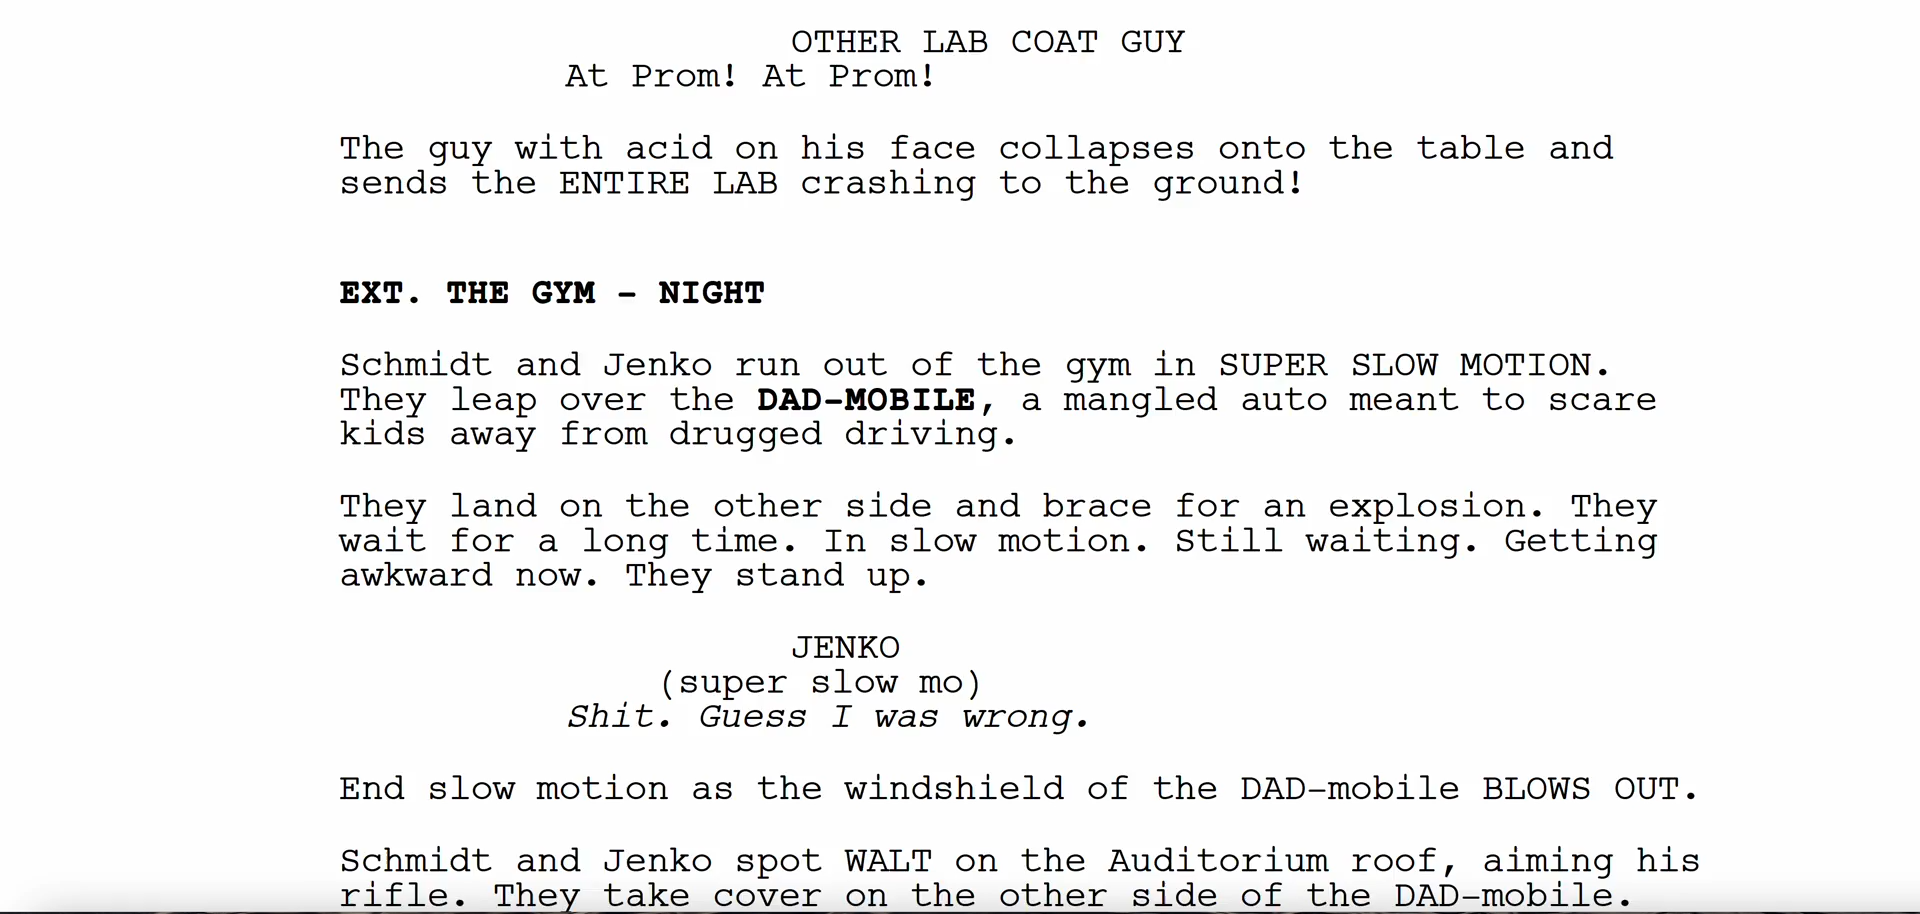 OTHER LAB COAT GUY
At Prom! At Prom!
The guy with acid on his face collapses onto the table and
sends the ENTIRE LAB crashing to the ground!
EXT. THE GYM - NIGHT
Schmidt and Jenko run out of the gym in SUPER SLOW MOTION.
They leap over the DAD-MOBILE, a mangled auto meant to scare
kids away from drugged driving.
They land on the other side and brace for an explosion. They
wait for a long time. In slow motion. Still waiting. Getting
awkward now. They stand up.
JENKO
(super slow mo)
Shit. Guess I was wrong.
End slow motion as the windshield of the DAD-mobile BLOWS OUT.
Schmidt and Jenko spot WALT on the Auditorium roof, aiming his
rifle. They take cover on the other side of the DAD-mobile.